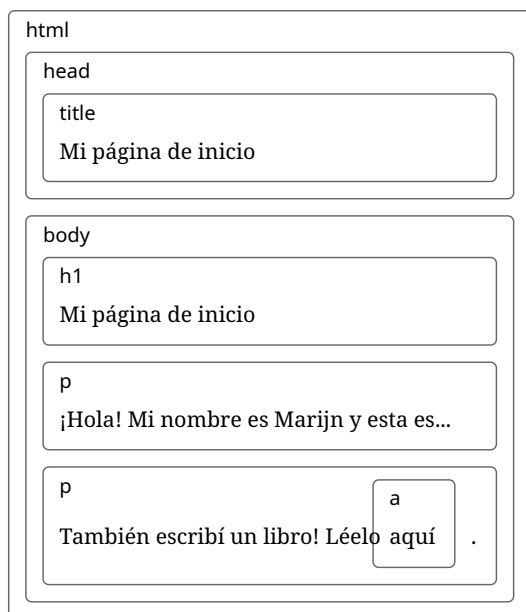 html
head
title
Mi página de inicio
body
h1
Mi página de inicio
p
¡Hola! Mi nombre es Marijn y esta es...
p
a
También escribí un libro! Léelo aquí .